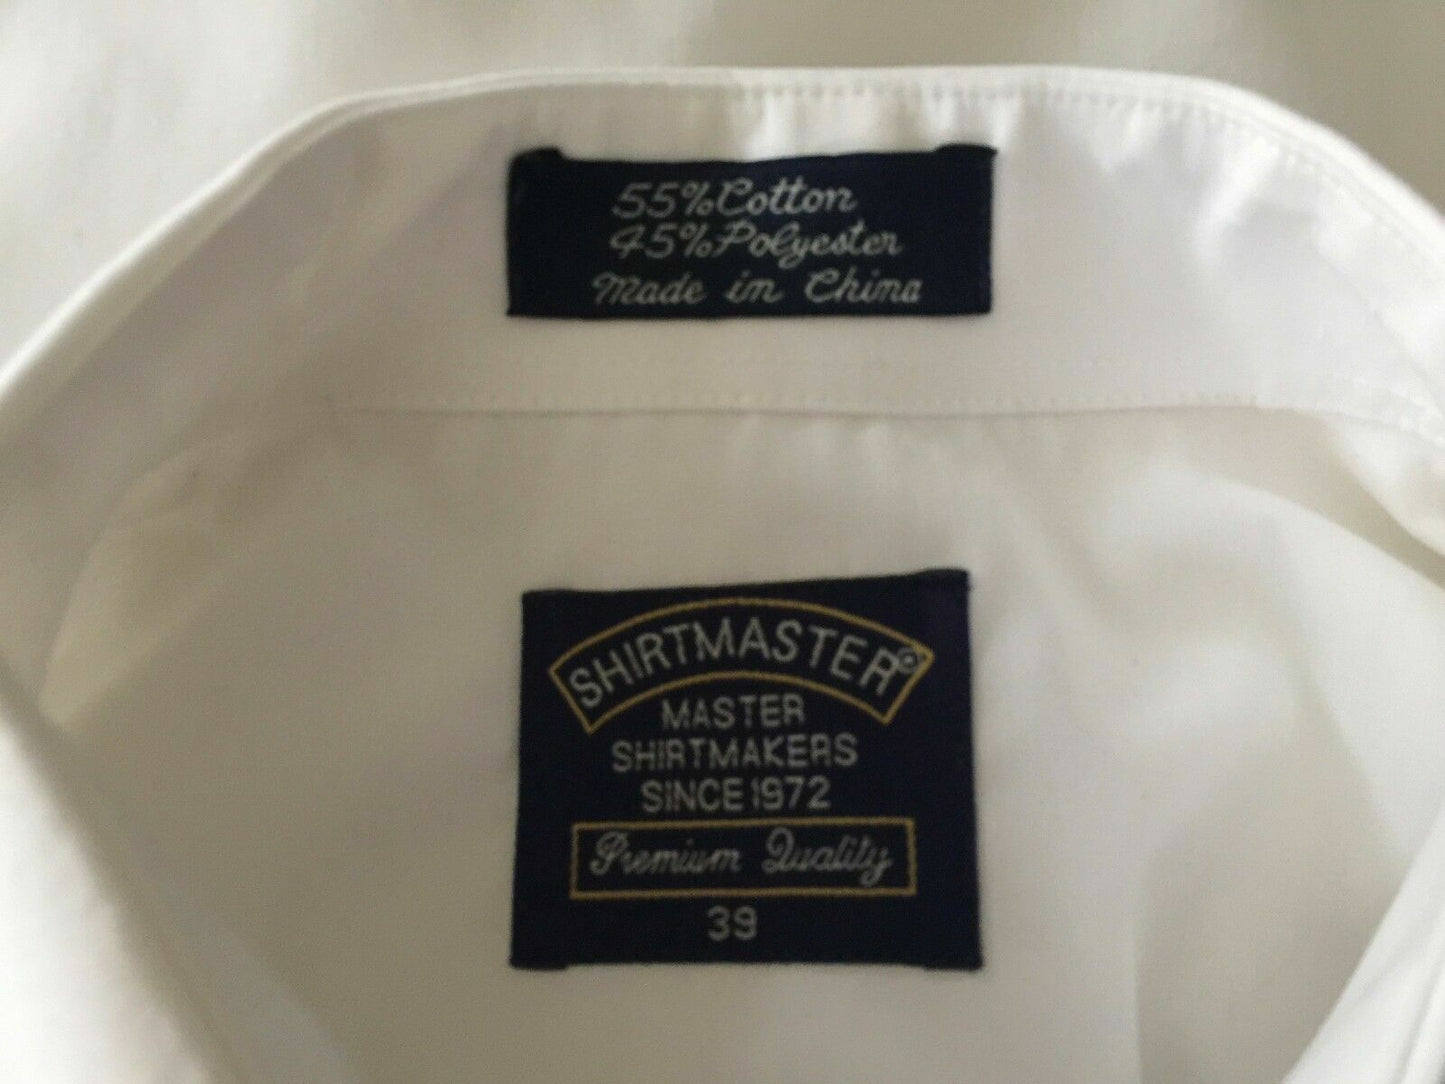 55%Cotton
45%Polyester
Made in China
SHIRTMASTER®
MASTER
SHIRTMAKERS
SINCE 1972
Premium Quality
39